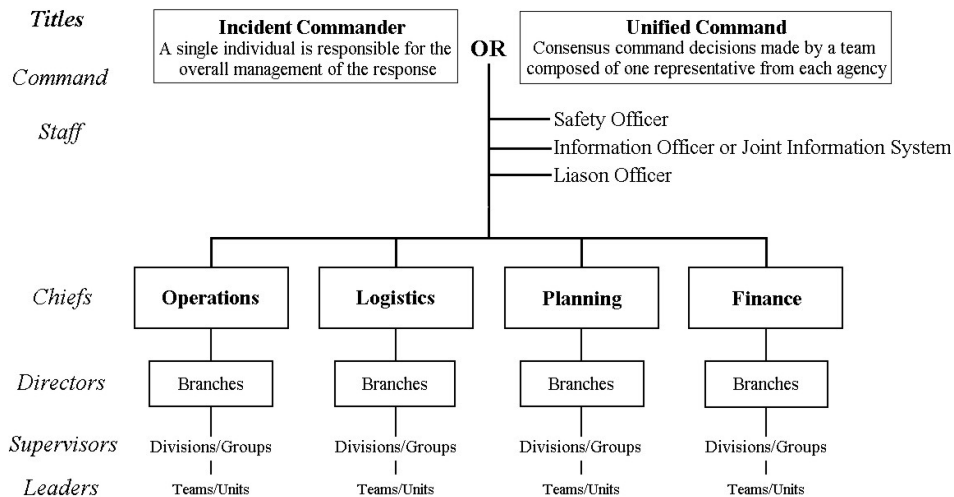 Titles
Incident Commander
A single individual is responsible for the
overall management of the response
OR
Unified Command
Consensus command decisions made by a team
composed of one representative from each agency
Command
Staff
Safety Officer
Information Officer or Joint Information System
Liason Officer
Chiefs
Operations
Logistics
Planning
Finance
Directors
Branches
Branches
Branches
Branches
Supervisors
Divisions/Groups
Divisions/Groups
Divisions/Groups
Divisions/Groups
Leaders
Teams/Units
Teams/Units
Teams/Units
Teams/Units